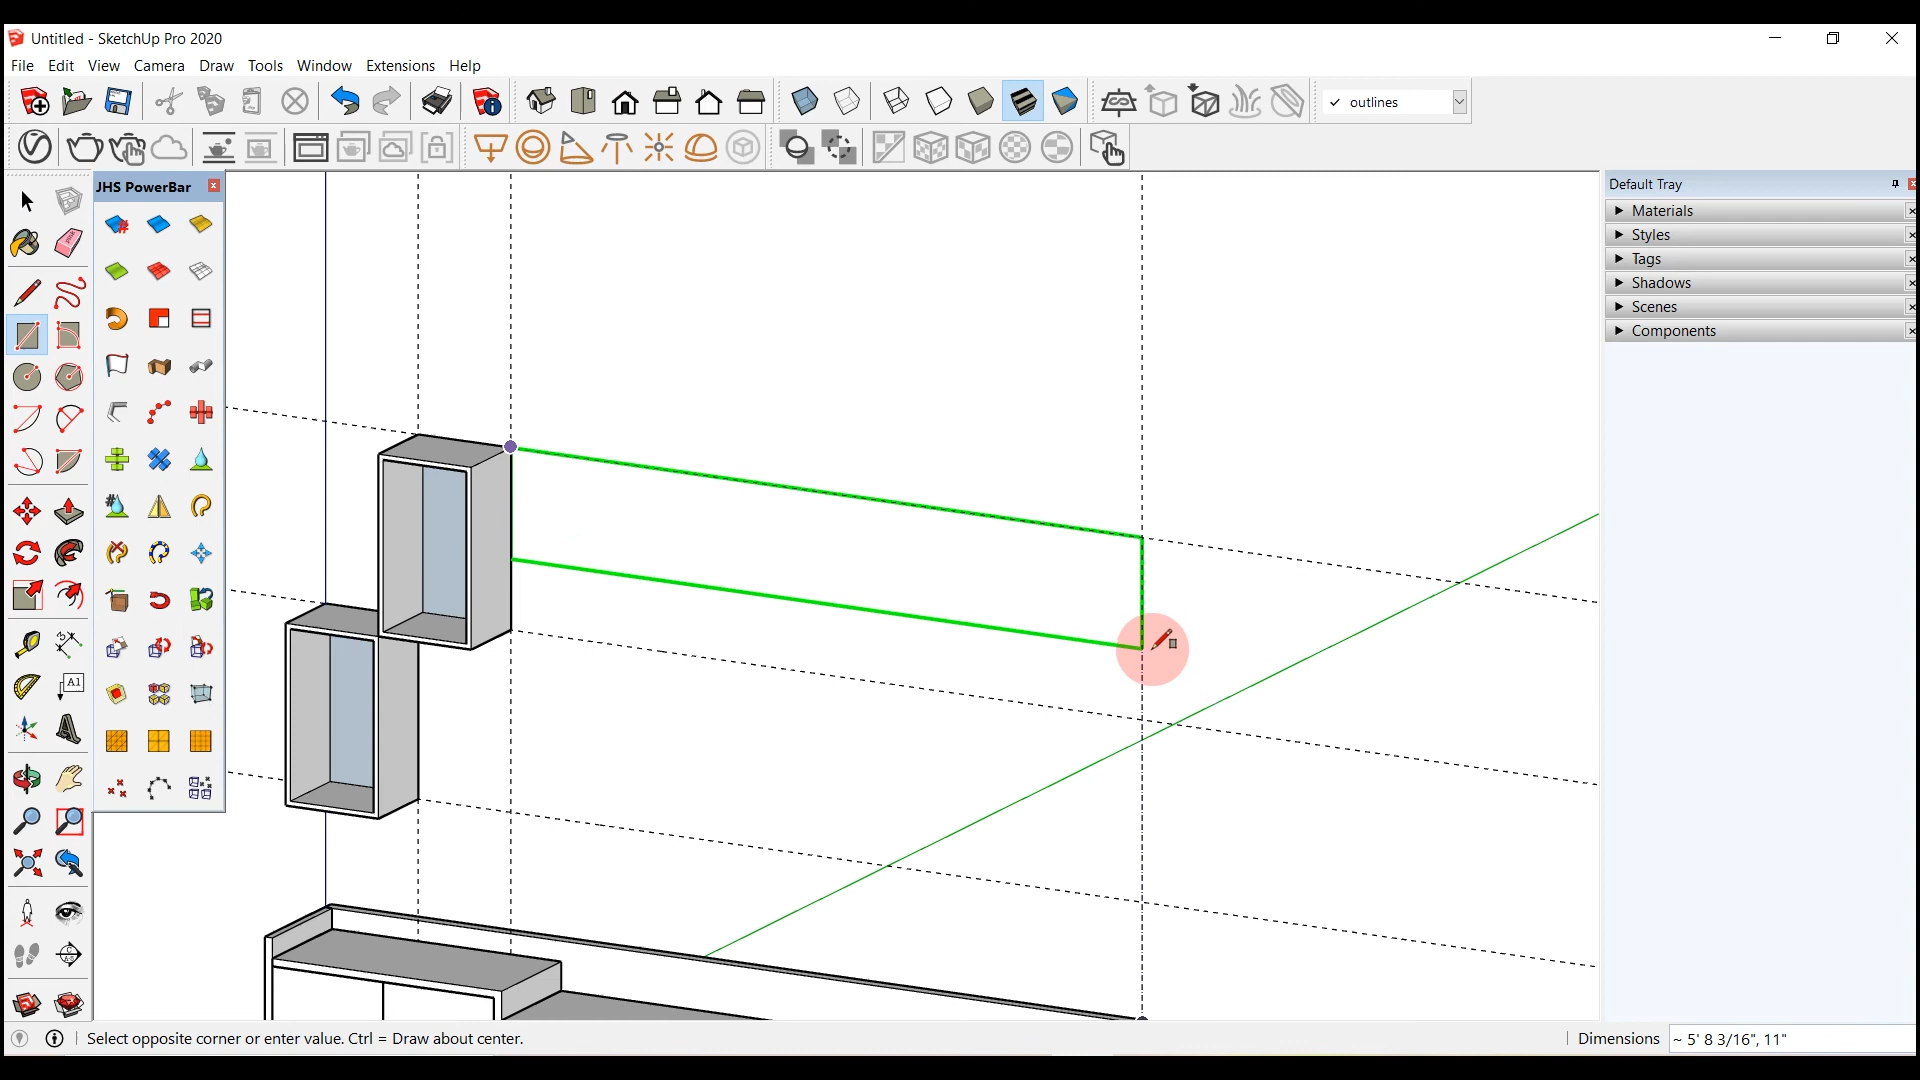 Untitled - SketchUp Pro 2020
File Edit View Camera Draw Tools Window Extensions Help
✓ outlines
JHS PowerBar
Default Tray
Materials
Styles
Tags
Shadows
Scenes
Components
A1
Select opposite corner or enter value. Ctrl = Draw about center.
Dimensions ~ 5' 8 3/16", 11"